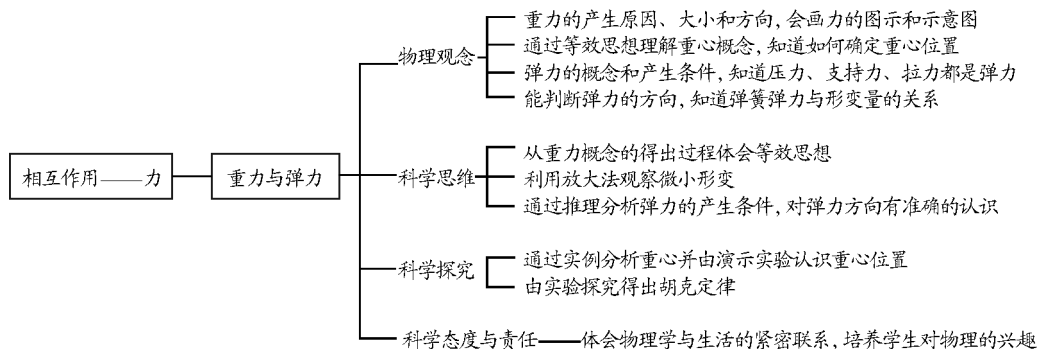 重力的产生原因、大小和方向,会画力的图示和示意图
物理观念
通过等效思想理解重心概念,知道如何确定重心位置
弹力的概念和产生条件,知道压力、支持力、拉力都是弹力
能判断弹力的方向,知道弹簧弹力与形变量的关系
相互作用——力
重力与弹力
科学思维
从重力概念的得出过程体会等效思想
利用放大法观察微小形变
通过推理分析弹力的产生条件,对弹力方向有准确的认识
科学探究
通过实例分析重心并由演示实验认识重心位置
由实验探究得出胡克定律
科学态度与责任——体会物理学与生活的紧密联系,培养学生对物理的兴趣